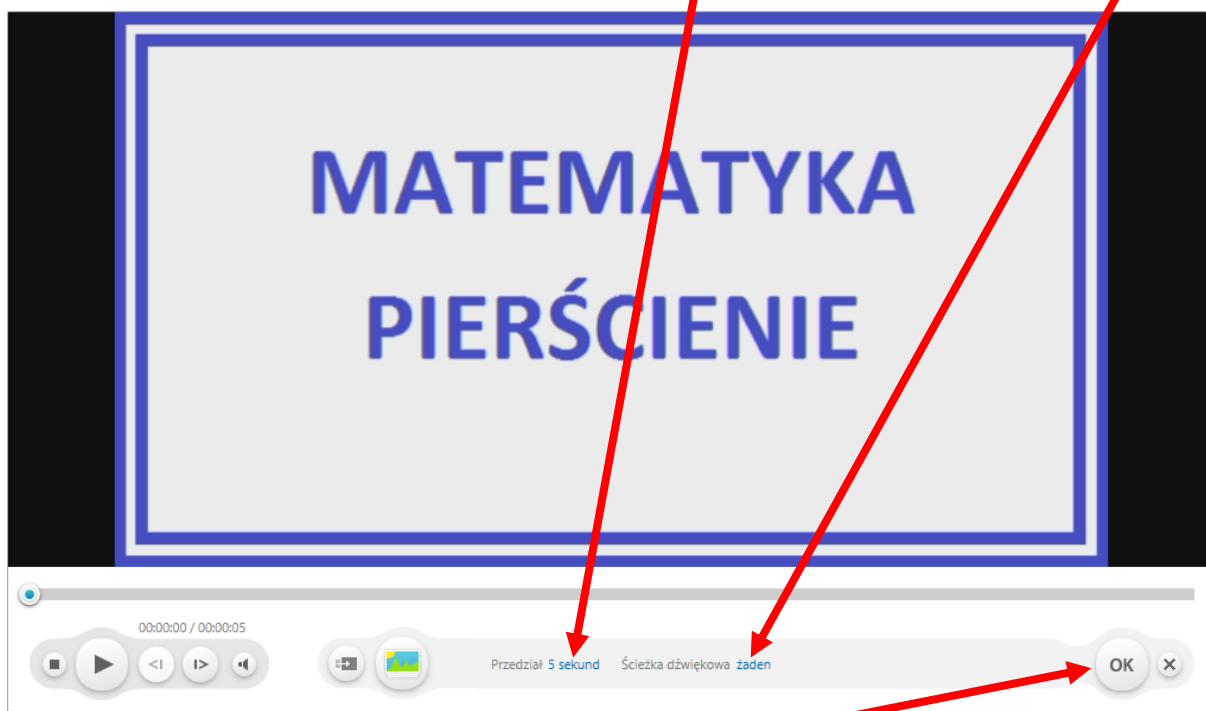 MATEMATYKA
PIERŚCIENIE
00:00:00 / 00:00:05
Przedział 5 sekund Ścieżka dźwiękowa żaden
OK